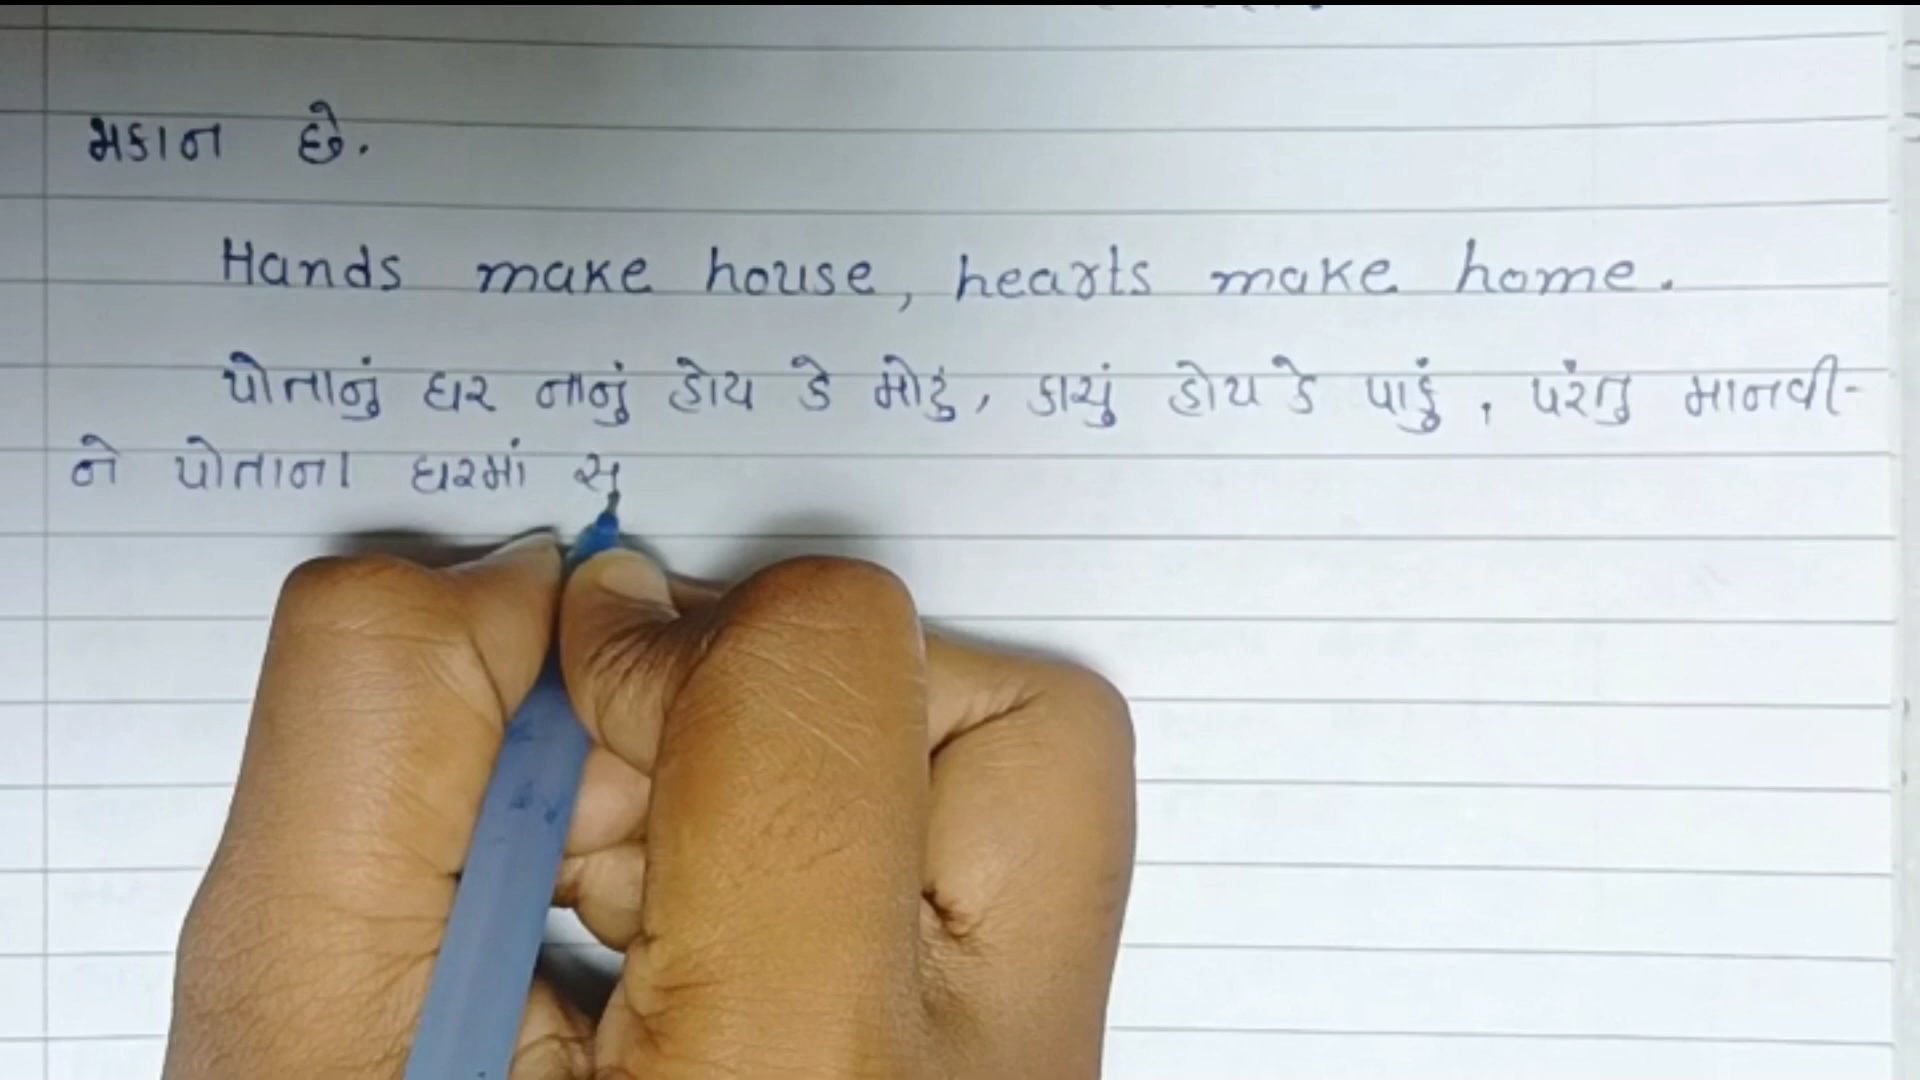 મકાન છે.
Hands make house, hearts make home.
પોતાનું ઘર નાનું હોય કે મોટું, કાચું હોય કે પાકું, પરંતુ માનવી-
ને પોતાના ઘરમાં